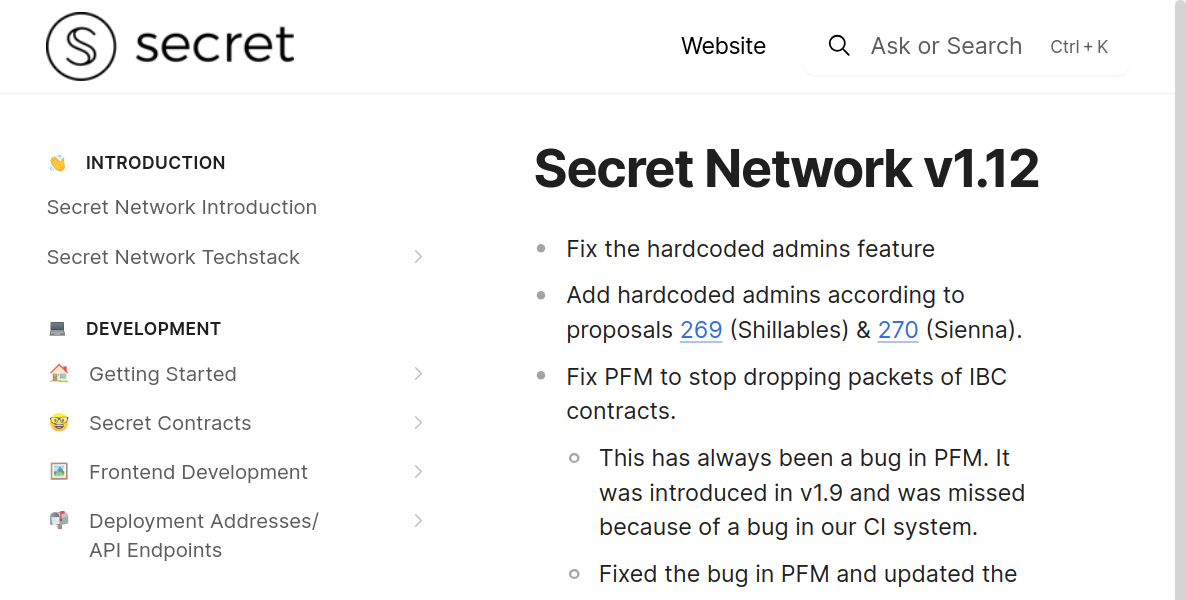 secret
Website
Ask or Search
Ctrl + K
INTRODUCTION
Secret Network Introduction
Secret Network Techstack
DEVELOPMENT
Getting Started
Secret Contracts
Frontend Development
Deployment Addresses/
API Endpoints
Secret Network v1.12
Fix the hardcoded admins feature
Add hardcoded admins according to
proposals 269 (Shillables) & 270 (Sienna).
Fix PFM to stop dropping packets of IBC
contracts.
This has always been a bug in PFM. It
was introduced in v1.9 and was missed
because of a bug in our CI system.
Fixed the bug in PFM and updated the